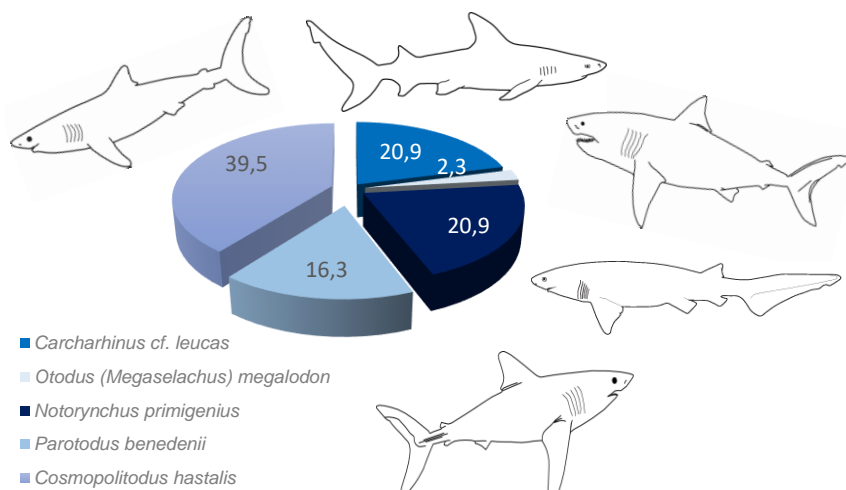 20,9
2,3
39,5
20,9
16,3
Carcharhinus cf. leucas
Otodus (Megaselachus) megalodon
Notorynchus primigenius
Parotodus benedenii
Cosmopolitodus hastalis